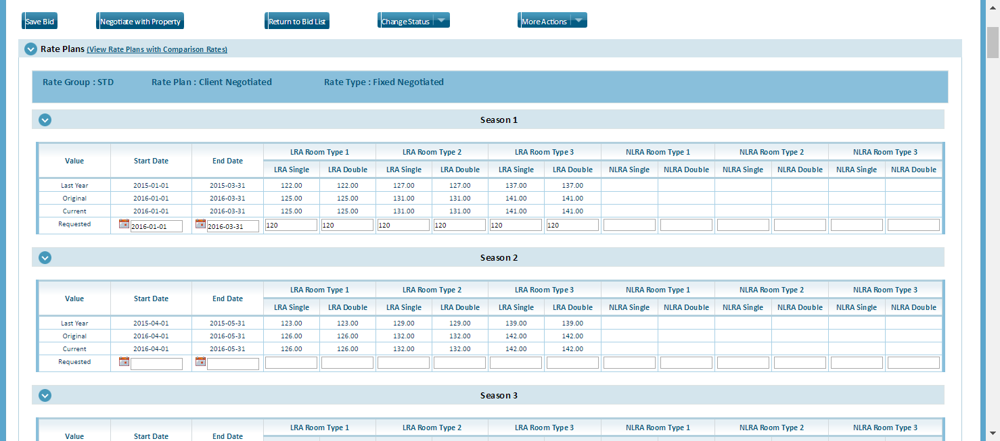 Save Bid Negotiate with Property Return to Bid List Change Status More Actions
Rate Plans (View Rate Plans with Comparison Rates)
Rate Group : STD Rate Plan : Client Negotiated Rate Type : Fixed Negotiated
Season 1
Value Start Date End Date LRA Room Type 1 LRA Room Type 2 LRA Room Type 3 NLRA Room Type 1 NLRA Room Type 2 NLRA Room Type 3
LRA Single LRA Double LRA Single LRA Double LRA Single LRA Double NLRA Single NLRA Double NLRA Single NLRA Double NLRA Single NLRA Double
Last Year 2015-01-01 2015-03-31 122.00 122.00 127.00 127.00 137.00 137.00
Original 2016-01-01 2016-03-31 125.00 125.00 131.00 131.00 141.00 141.00
Current 2016-01-01 2016-03-31 125.00 125.00 131.00 131.00 141.00 141.00
Requested 2016-01-01 2016-03-31 120 120 120 120 120 120
Season 2
Value Start Date End Date LRA Room Type 1 LRA Room Type 2 LRA Room Type 3 NLRA Room Type 1 NLRA Room Type 2 NLRA Room Type 3
LRA Single LRA Double LRA Single LRA Double LRA Single LRA Double NLRA Single NLRA Double NLRA Single NLRA Double NLRA Single NLRA Double
Last Year 2015-04-01 2015-05-31 123.00 123.00 129.00 129.00 139.00 139.00
Original 2016-04-01 2016-05-31 126.00 126.00 132.00 132.00 142.00 142.00
Current 2016-04-01 2016-05-31 126.00 126.00 132.00 132.00 142.00 142.00
Requested
Season 3
Value Start Date End Date LRA Room Type 1 LRA Room Type 2 LRA Room Type 3 NLRA Room Type 1 NLRA Room Type 2 NLRA Room Type 3